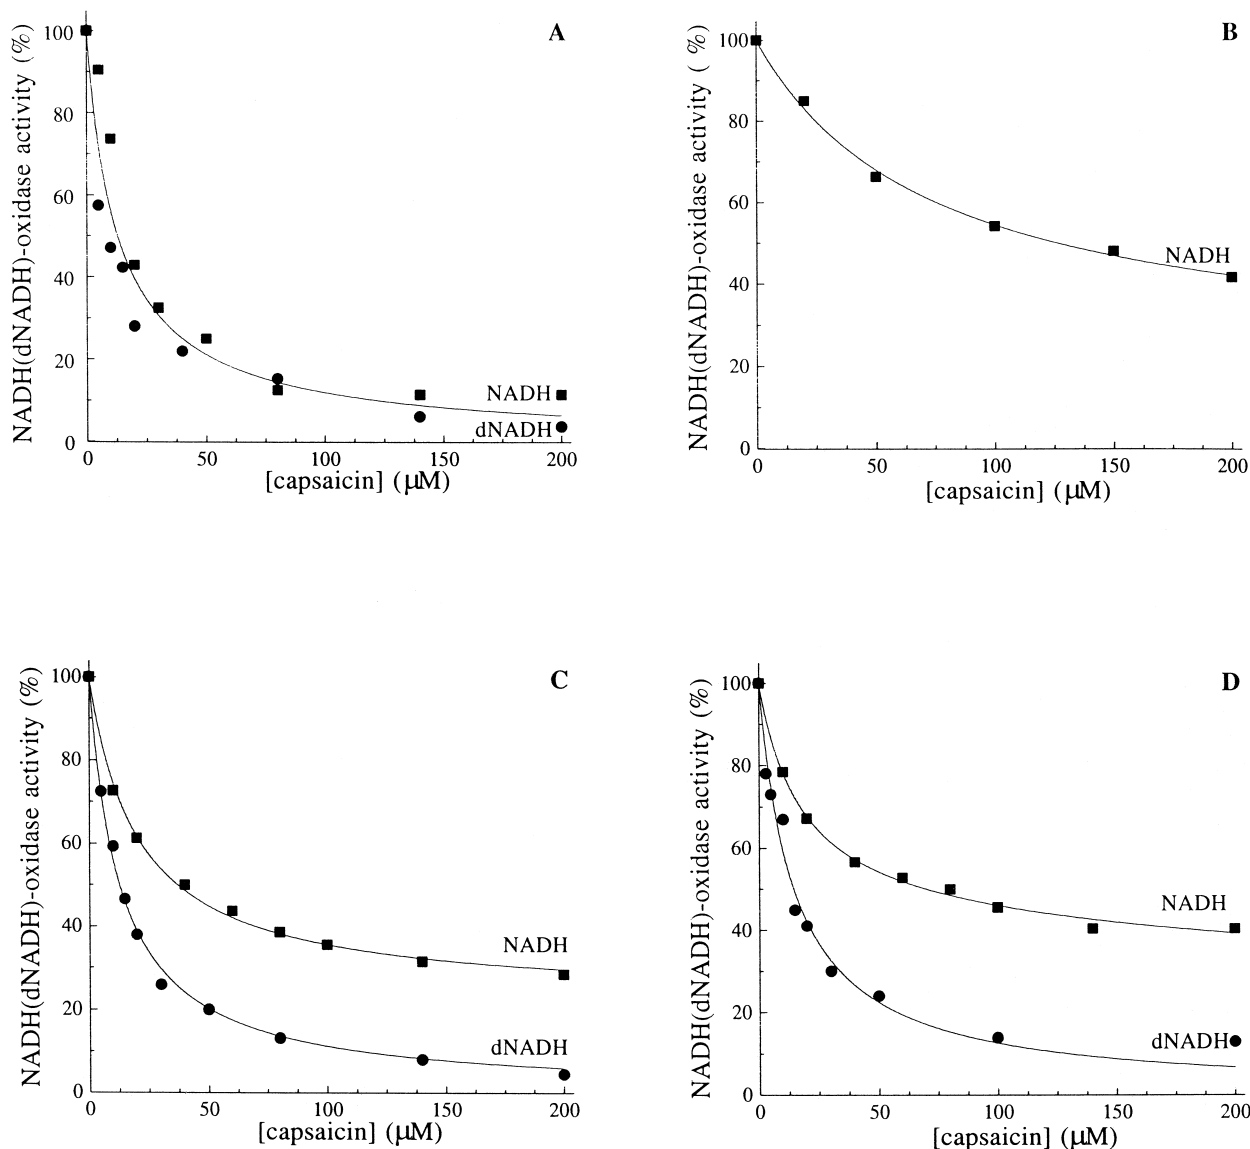 A
NADH(dNADH)-oxidase activity (%)
100
80
60
40
20
0
NADH
dNADH
0 50 100 150 200
[capsaicin] (μM)
B
NADH(dNADH)-oxidase activity ( %)
100
80
60
40
20
0
NADH
0 50 100 150 200
[capsaicin] (μM)
C
NADH(dNADH)-oxidase activity (%)
100
80
60
40
20
0
NADH
dNADH
0 50 100 150 200
[capsaicin] (μM)
D
NADH(dNADH)-oxidase activity (%)
100
80
60
40
20
0
NADH
dNADH
0 50 100 150 200
[capsaicin] (μM)